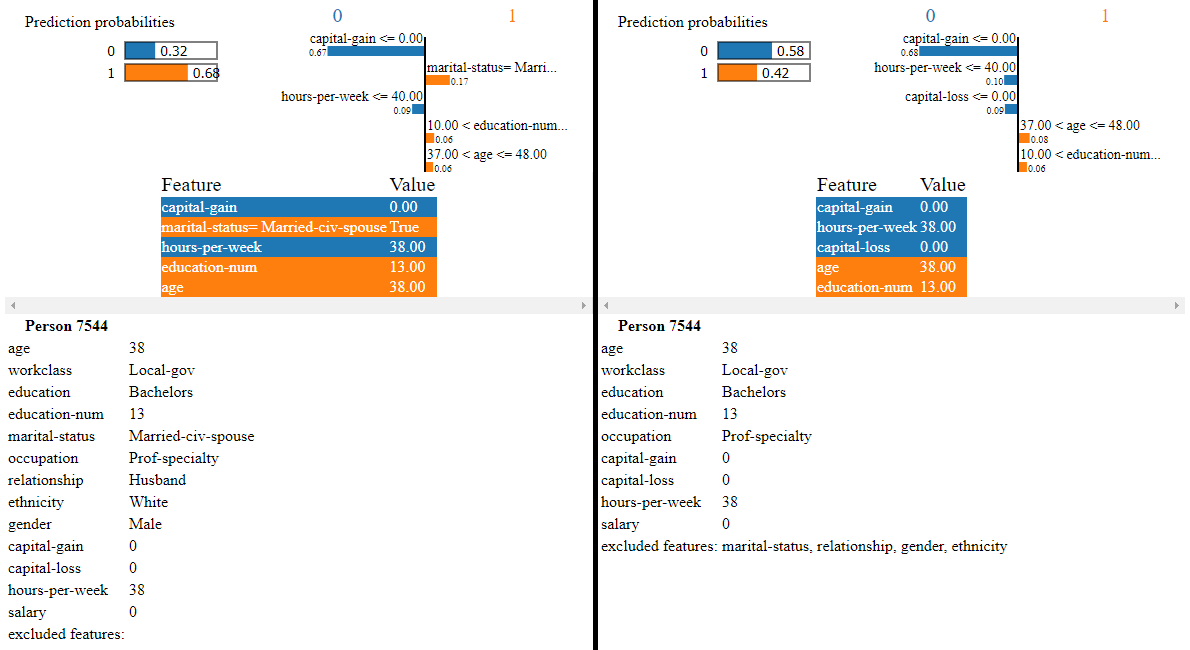 Prediction probabilities
0 0.32
1 0.68
0 1
capital-gain <= 0.00
0.67
marital-status= Marri...
0.17
hours-per-week <= 40.00
0.09
10.00 < education-num...
0.06
37.00 < age <= 48.00
0.06
Feature Value
capital-gain 0.00
marital-status= Married-civ-spouse True
hours-per-week 38.00
education-num 13.00
age 38.00
Person 7544
age 38
workclass Local-gov
education Bachelors
education-num 13
marital-status Married-civ-spouse
occupation Prof-specialty
relationship Husband
ethnicity White
gender Male
capital-gain 0
capital-loss 0
hours-per-week 38
salary 0
excluded features:
Prediction probabilities
0 0.58
1 0.42
0 1
capital-gain <= 0.00
0.68
hours-per-week <= 40.00
0.10
capital-loss <= 0.00
0.09
37.00 < age <= 48.00
0.08
10.00 < education-num...
0.06
Feature Value
capital-gain 0.00
hours-per-week 38.00
capital-loss 0.00
age 38.00
education-num 13.00
Person 7544
age 38
workclass Local-gov
education Bachelors
education-num 13
occupation Prof-specialty
capital-gain 0
capital-loss 0
hours-per-week 38
salary 0
excluded features: marital-status, relationship, gender, ethnicity